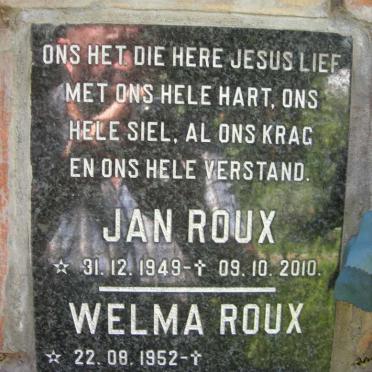 ONS HET DIE HERE JESUS LIEF
MET ONS HELE HART, ONS
HELE SIEL, AL ONS KRAG
EN ONS HELE VERSTAND.
JAN ROUX
☆ 31.12.1949-✝ 09.10.2010.
WELMA ROUX
☆ 22.08.1952-✝